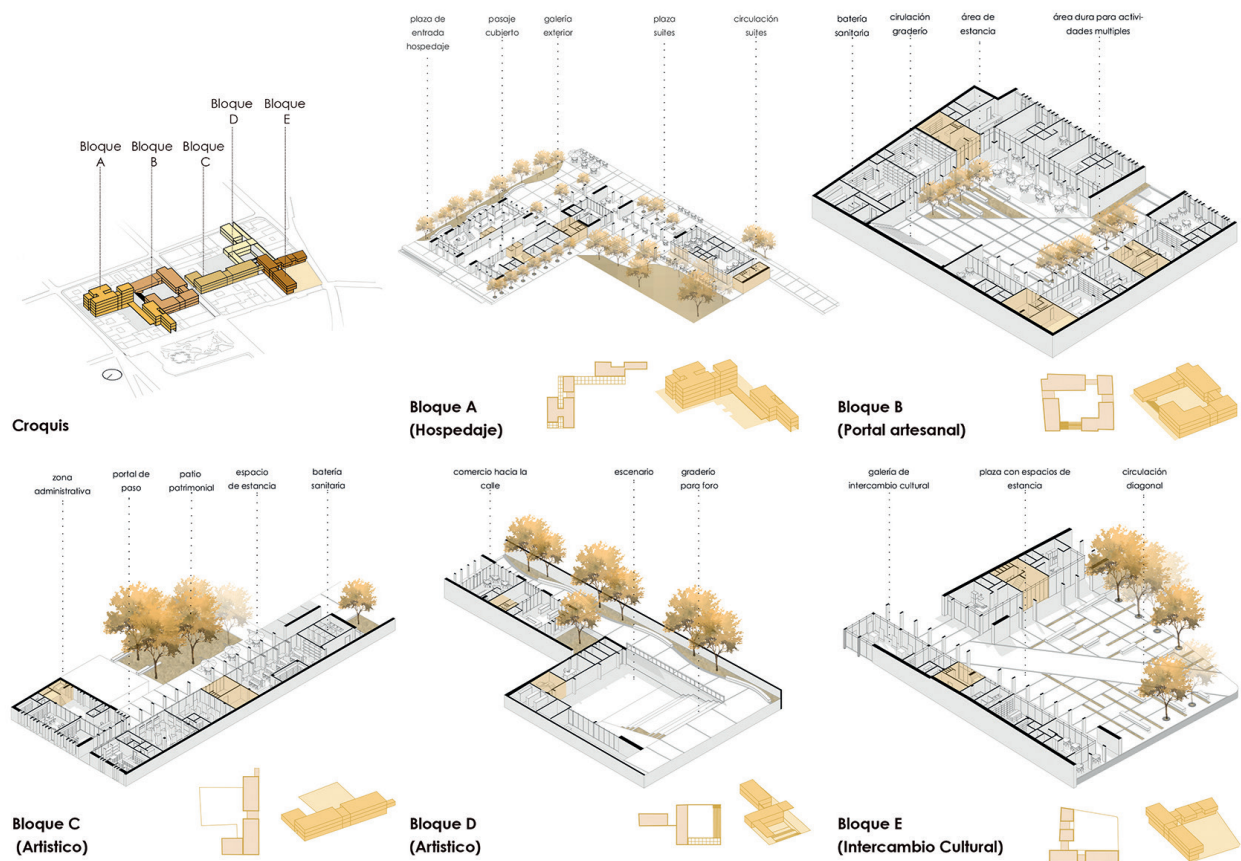 Bloque
D
Bloque
E
Bloque
A
Bloque
B
Bloque
C
Croquis
plaza de
entrada
hospedaje
pasaje
cubierto
galería
exterior
plaza
suites
circulación
suites
Bloque A
(Hospedaje)
batería
sanitaria
cirulación
graderío
área de
estancia
área dura para activi-
dades multiples
Bloque B
(Portal artesanal)
zona
administrativa
portal de
paso
patio
patrimonial
espacio
de estancia
batería
sanitaria
Bloque C
(Artistico)
comercio hacia la
calle
escenario
graderío
para foro
Bloque D
(Artistico)
galería de
intercambio cultural
plaza con espacios de
estancia
circulación
diagonal
Bloque E
(Intercambio Cultural)